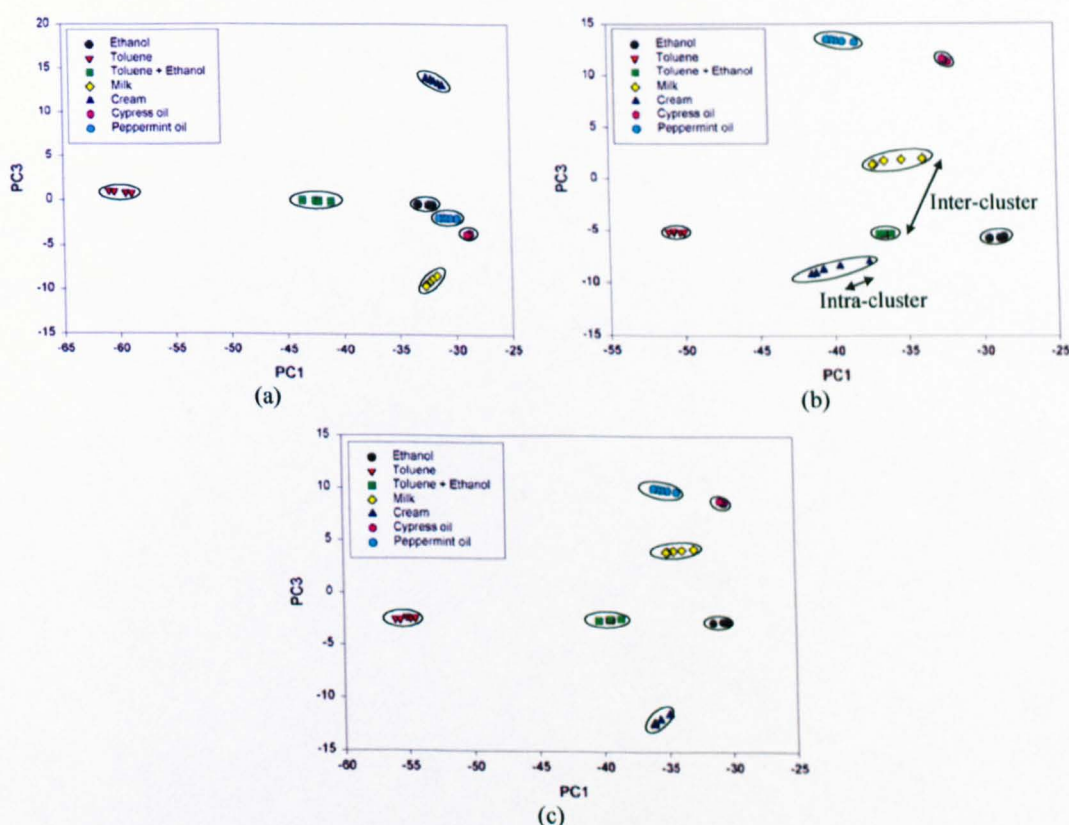 20
15
10
5
0
-5
-10
-15
PC3
Ethanol
Toluene
Toluene + Ethanol
Milk
Cream
Cypress oil
Peppermint oil
-65 -60 -55 -50 -45 -40 -35 -30 -25
PC1
(a)
15
10
5
0
-5
-10
-15
PC3
Ethanol
Toluene
Toluene + Ethanol
Milk
Cream
Cypress oil
Peppermint oil
Inter-cluster
Intra-cluster
-55 -50 -45 -40 -35 -30 -25
PC1
(b)
15
10
5
0
-5
-10
-15
PC3
Ethanol
Toluene
Toluene + Ethanol
Milk
Cream
Cypress oil
Peppermint oil
-60 -55 -50 -45 -40 -35 -30 -25
PC1
(c)